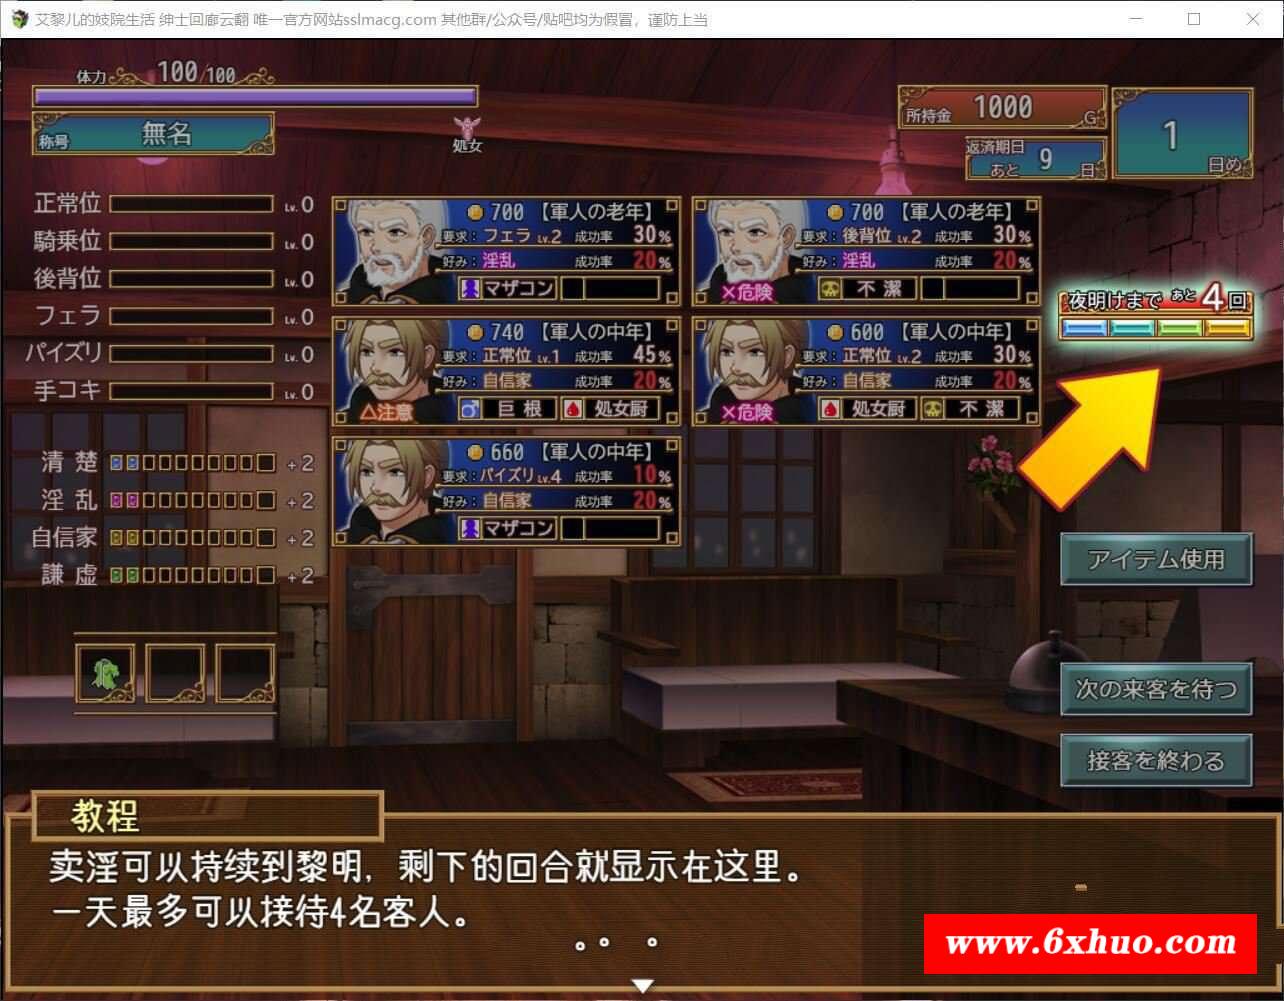 艾黎儿的妓院生活 绅士回廊云翻 唯一官方网站sslmacg.com 其他群/公众号/贴吧均为假冒，谨防上当
体力 100/100
称号 無名
処女
所持金 1000 G
返済期日 あと 9 日
1 日め
正常位 Lv.0
騎乗位 Lv.0
後背位 Lv.0
フェラ Lv.0
パイズリ Lv.0
手コキ Lv.0
清楚 +2
淫乱 +2
自信家 +2
謙虚 +2
700 【軍人の老年】
要求：フェラ Lv.2 成功率 30%
好み：淫乱 成功率 20%
マザコン
700 【軍人の老年】
要求：後背位 Lv.2 成功率 30%
好み：淫乱 成功率 20%
×危険 不潔
740 【軍人の中年】
要求：正常位 Lv.1 成功率 45%
好み：自信家 成功率 20%
△注意 巨根 処女厨
600 【軍人の中年】
要求：正常位 Lv.2 成功率 30%
好み：自信家 成功率 20%
×危険 処女厨 不潔
660 【軍人の中年】
要求：パイズリ Lv.4 成功率 10%
好み：自信家 成功率 20%
マザコン
夜明けまで あと 4回
アイテム使用
次の来客を待つ
接客を終わる
教程
卖淫可以持续到黎明，剩下的回合就显示在这里。
一天最多可以接待4名客人。
www.6xhuo.com